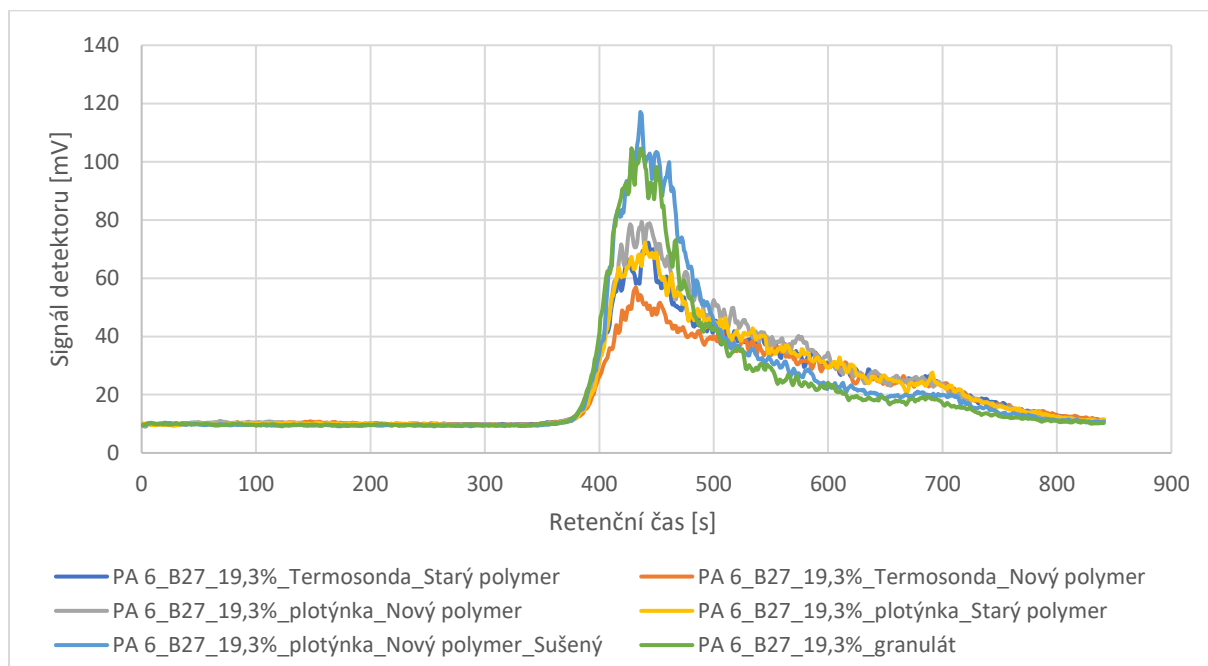 140
120
100
80
60
40
20
0
Signál detektoru [mV]
0 100 200 300 400 500 600 700 800 900
Retenční čas [s]
PA 6_B27_19,3%_Termosonda_Starý polymer
PA 6_B27_19,3%_Termosonda_Nový polymer
PA 6_B27_19,3%_plotýnka_Nový polymer
PA 6_B27_19,3%_plotýnka_Starý polymer
PA 6_B27_19,3%_plotýnka_Nový polymer_Sušený
PA 6_B27_19,3%_granulát